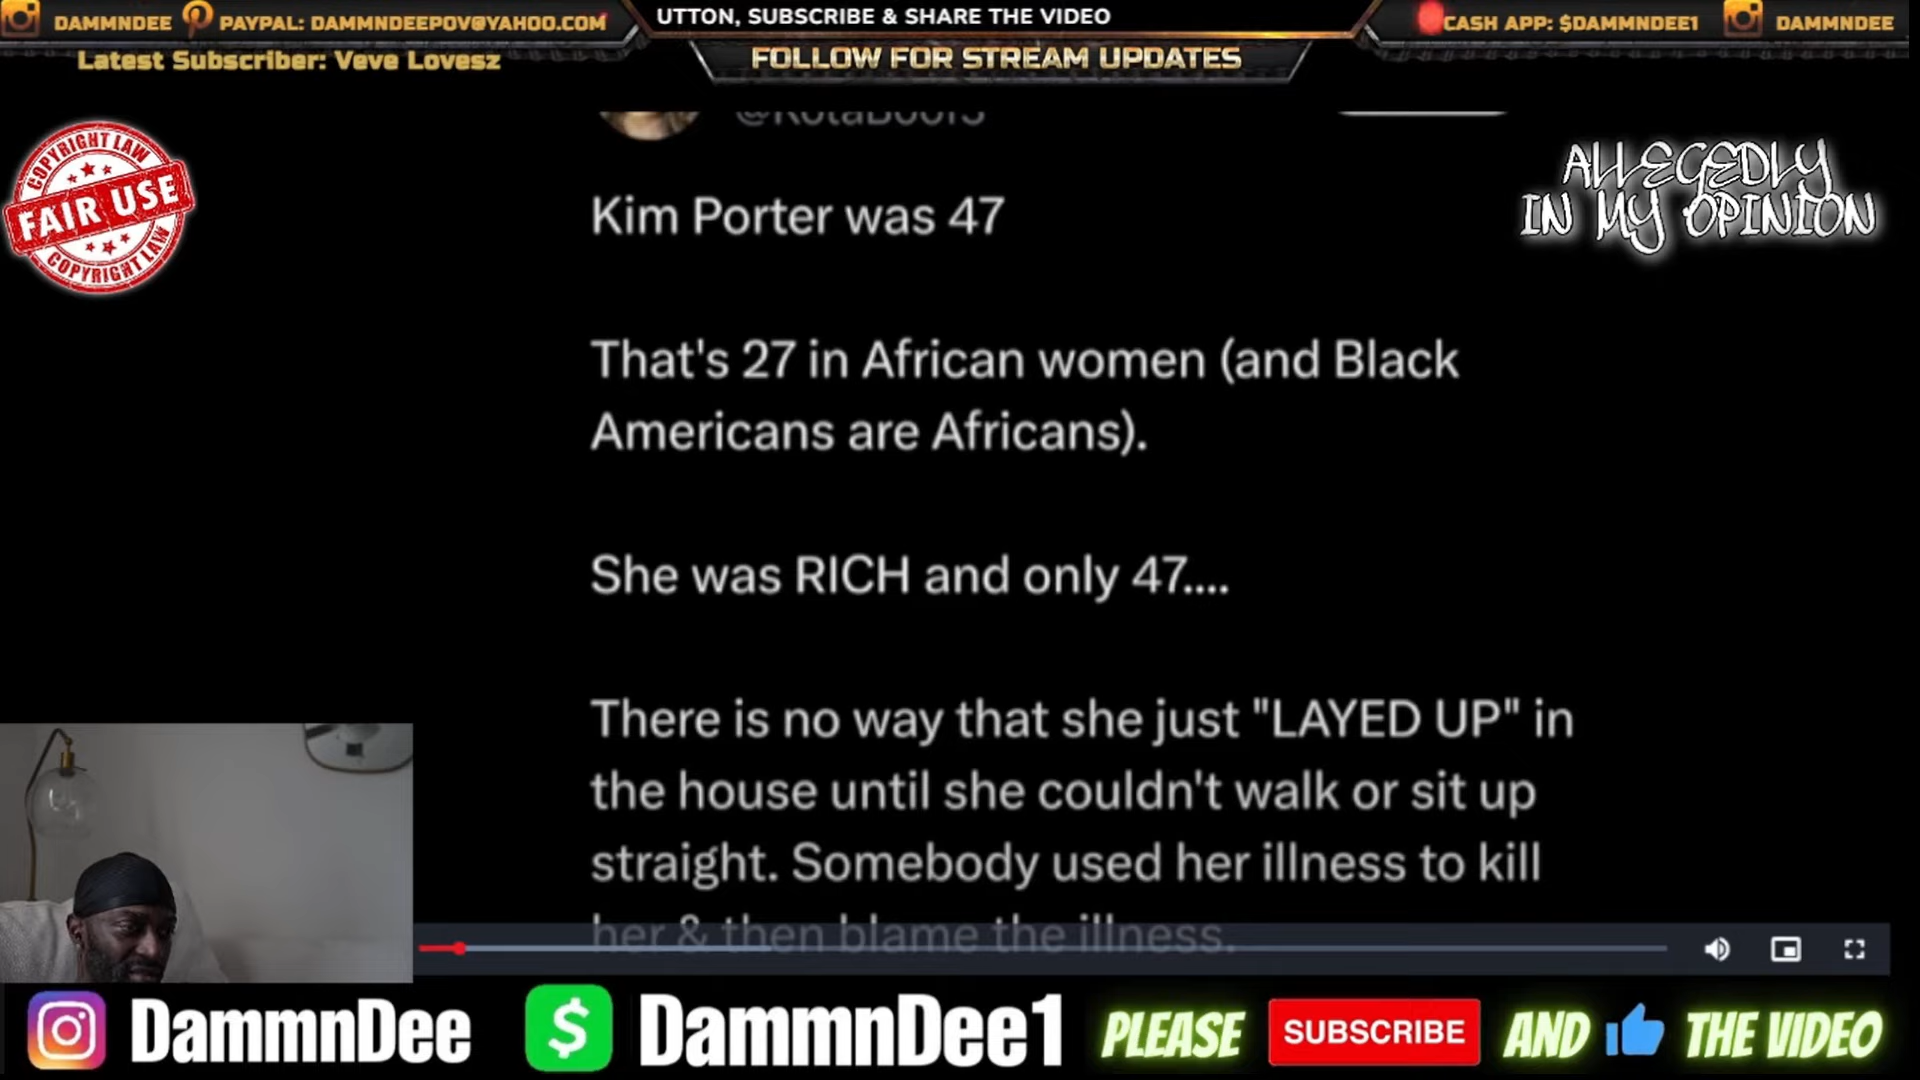 DAMMNDEE
PAYPAL: DAMMNDEEPOV@YAHOO.COM
UTTON, SUBSCRIBE & SHARE THE VIDEO
CASH APP: $DAMMNDEE1
DAMMNDEE
Latest Subscriber: Veve Lovesz
FOLLOW FOR STREAM UPDATES
COPYRIGHT LAW
FAIR USE
COPYRIGHT LAW
ALLEGEDLY
IN MY OPINION
Kim Porter was 47
That's 27 in African women (and Black
Americans are Africans).
She was RICH and only 47....
There is no way that she just "LAYED UP" in
the house until she couldn't walk or sit up
straight. Somebody used her illness to kill
her & then blame the illness.
DammnDee
$
DammnDee1
PLEASE
SUBSCRIBE
AND
THE VIDEO